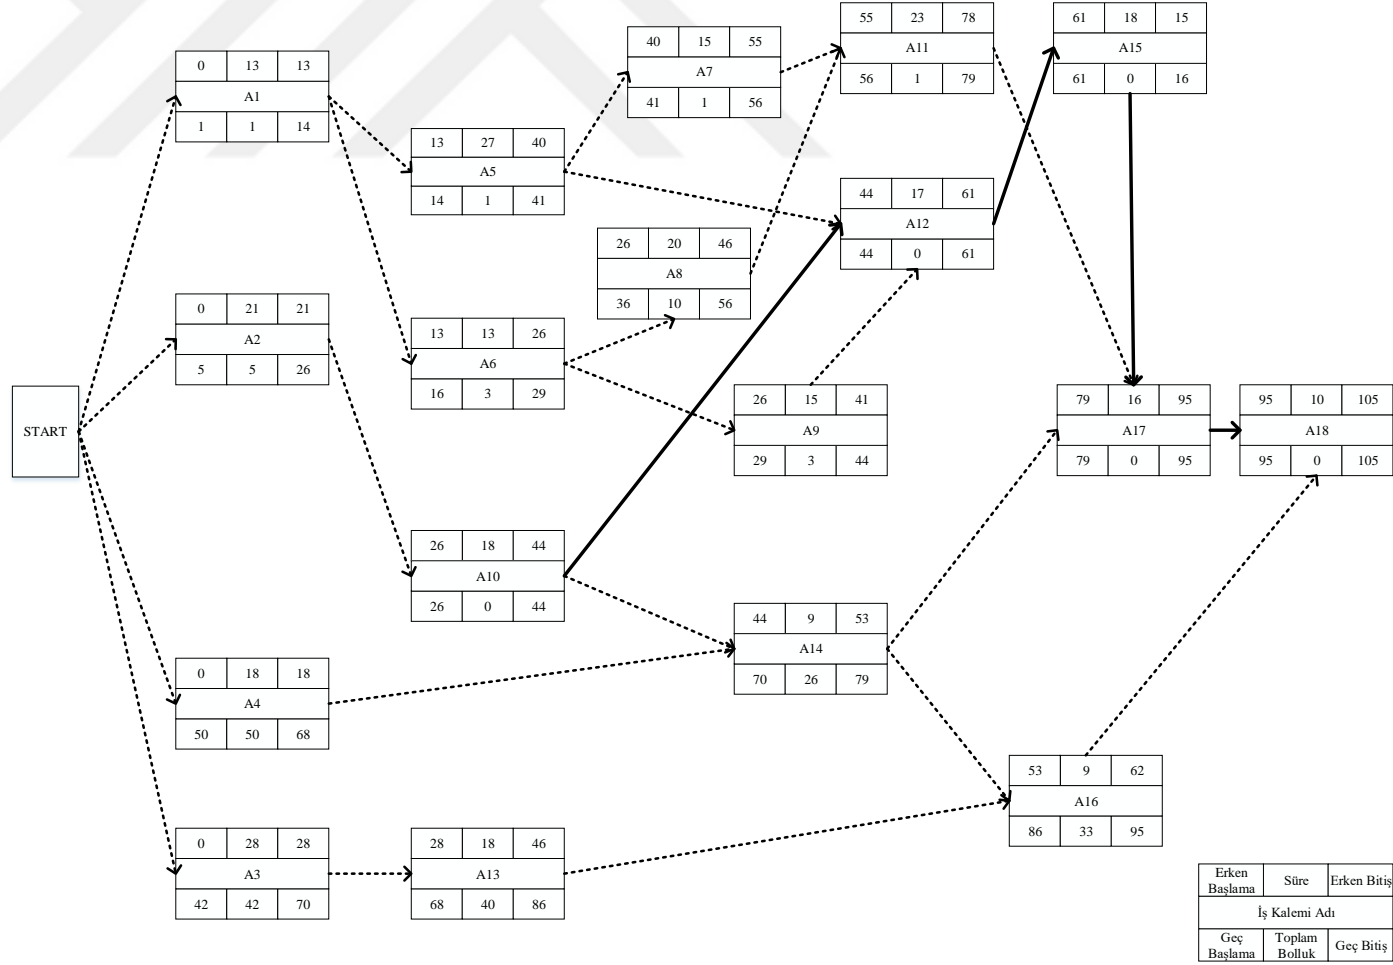 0 13 13
A1
1 1 14
13 27 40
A5
14 1 41
40 15 55
A7
41 1 56
55 23 78
A11
56 1 79
61 18 15
A15
61 0 16
44 17 61
A12
44 0 61
26 20 46
A8
36 10 56
0 21 21
A2
5 5 26
13 13 26
A6
16 3 29
START
26 15 41
A9
29 3 44
79 16 95
A17
79 0 95
95 10 105
A18
95 0 105
26 18 44
A10
26 0 44
44 9 53
A14
70 26 79
0 18 18
A4
50 50 68
53 9 62
A16
86 33 95
0 28 28
A3
42 42 70
28 18 46
A13
68 40 86
Erken
Başlama
Süre
Erken Bitiş
İş Kalemi Adı
Geç
Başlama
Toplam
Bolluk
Geç Bitiş